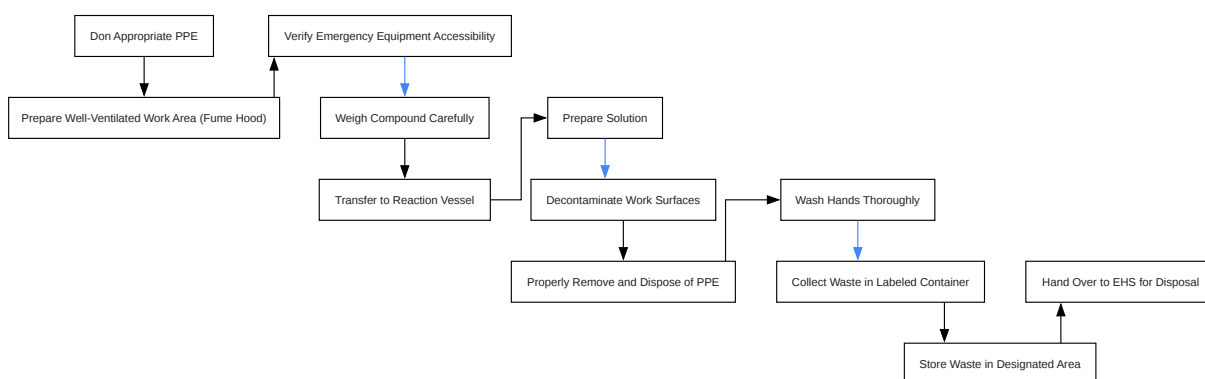 Don Appropriate PPE
Prepare Well-Ventilated Work Area (Fume Hood)
Verify Emergency Equipment Accessibility
Weigh Compound Carefully
Transfer to Reaction Vessel
Prepare Solution
Decontaminate Work Surfaces
Properly Remove and Dispose of PPE
Wash Hands Thoroughly
Collect Waste in Labeled Container
Store Waste in Designated Area
Hand Over to EHS for Disposal